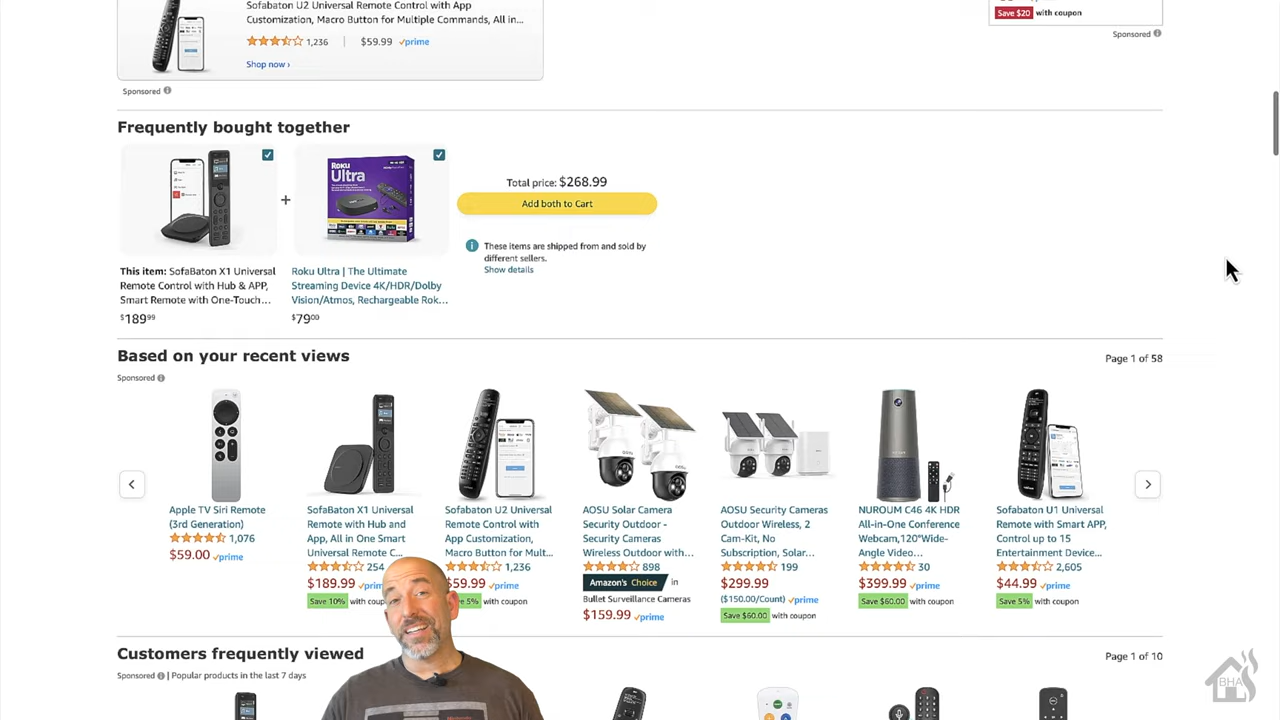 Sofabaton U2 Universal Remote Control with App
Customization, Macro Button for Multiple Commands, All in...
1,236 | $59.99 ✓prime
Shop now ›
Sponsored
Save $20 with coupon
Sponsored
Frequently bought together
Roku
Ultra
+
Total price: $268.99
Add both to Cart
These items are shipped from and sold by
different sellers.
Show details
This item: SofaBaton X1 Universal
Remote Control with Hub & APP,
Smart Remote with One-Touch...
$189⁹⁹
Roku Ultra | The Ultimate
Streaming Device 4K/HDR/Dolby
Vision/Atmos, Rechargeable Rok...
$79⁰⁰
Based on your recent views
Page 1 of 58
Sponsored
Apple TV Siri Remote
(3rd Generation)
1,076
$59.00 ✓prime
SofaBaton X1 Universal
Remote with Hub and
App, All in One Smart
Universal Remote C...
254
$189.99 ✓prim
Save 10% with coup
Sofabaton U2 Universal
Remote Control with
App Customization,
Macro Button for Mult...
1,236
$59.99 ✓prime
5% with coupon
AOSU Solar Camera
Security Outdoor -
Security Cameras
Wireless Outdoor with...
898
Amazon's Choice in
Bullet Surveillance Cameras
$159.99 ✓prime
AOSU Security Cameras
Outdoor Wireless, 2
Cam-Kit, No
Subscription, Solar...
199
$299.99
($150.00/Count) ✓prime
Save $60.00 with coupon
NUROUM C46 4K HDR
All-in-One Conference
Webcam,120°Wide-
Angle Video...
30
$399.99 ✓prime
Save $60.00 with coupon
Sofabaton U1 Universal
Remote with Smart APP,
Control up to 15
Entertainment Device...
2,605
$44.99 ✓prime
Save 5% with coupon
Customers frequently viewed
Page 1 of 10
Sponsored | Popular products in the last 7 days
BHA